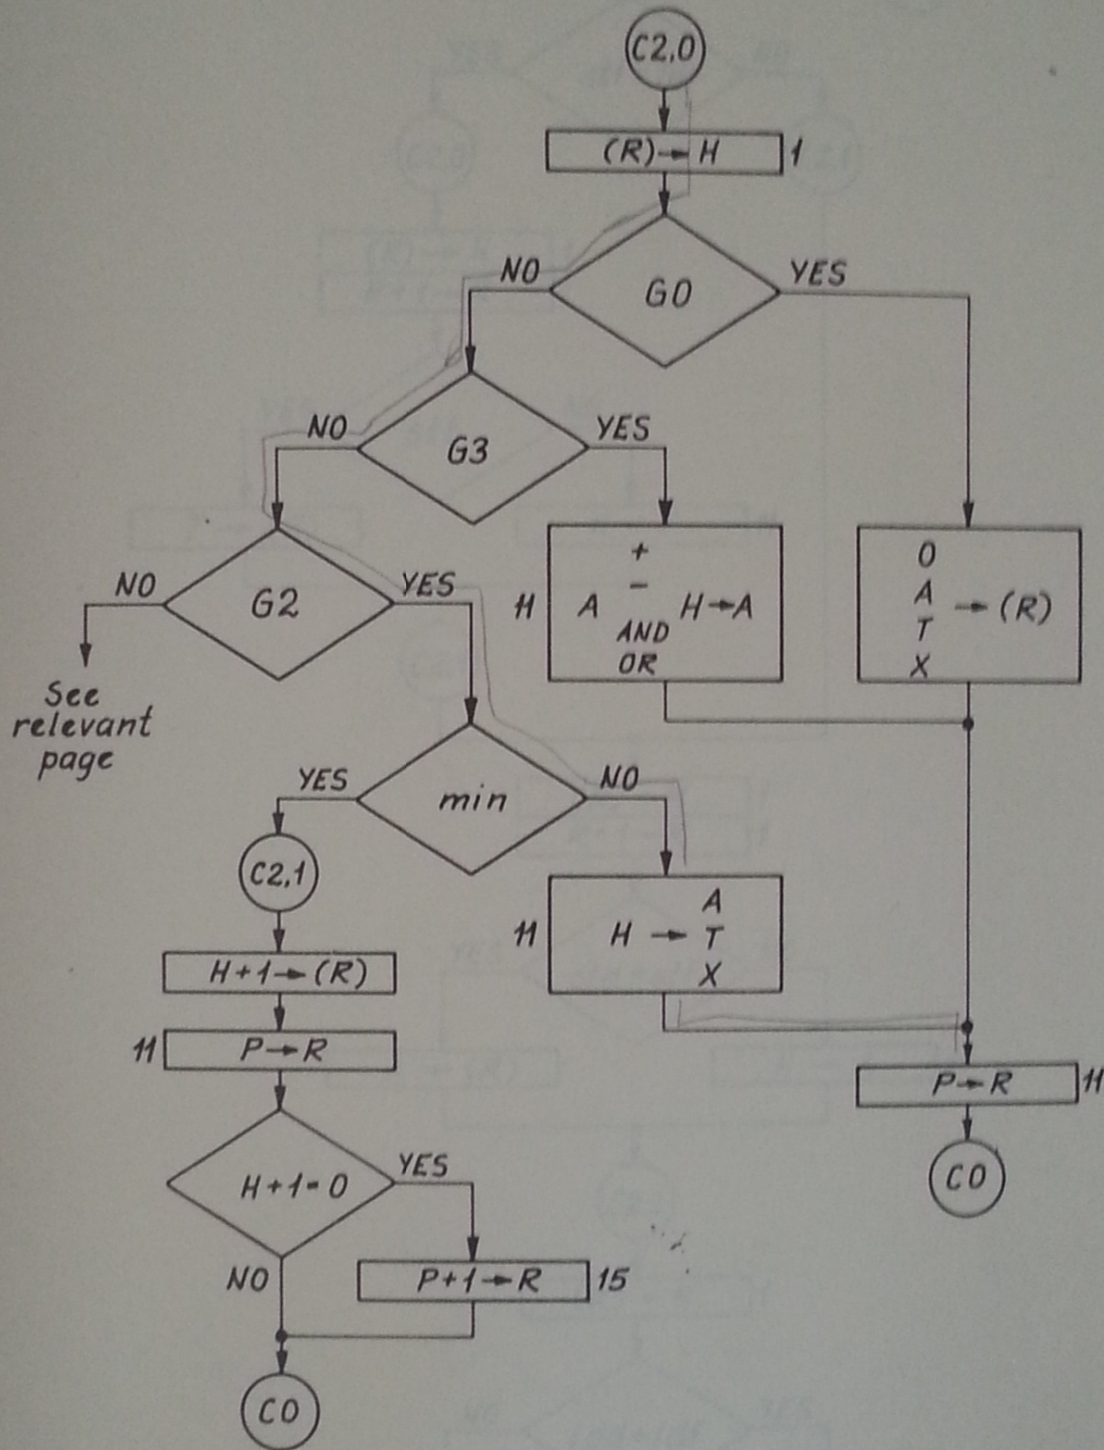 C2,0
(R)→H 1
NO G0 YES
NO G3 YES
NO G2 YES
11 A + - AND OR H→A
O A T X → (R)
See
relevant
page
YES min NO
C2,1
11 H → A T X
H+1→(R)
11 P→R
P→R 11
H+1=0 YES
NO
P+1→R 15
C0
C0